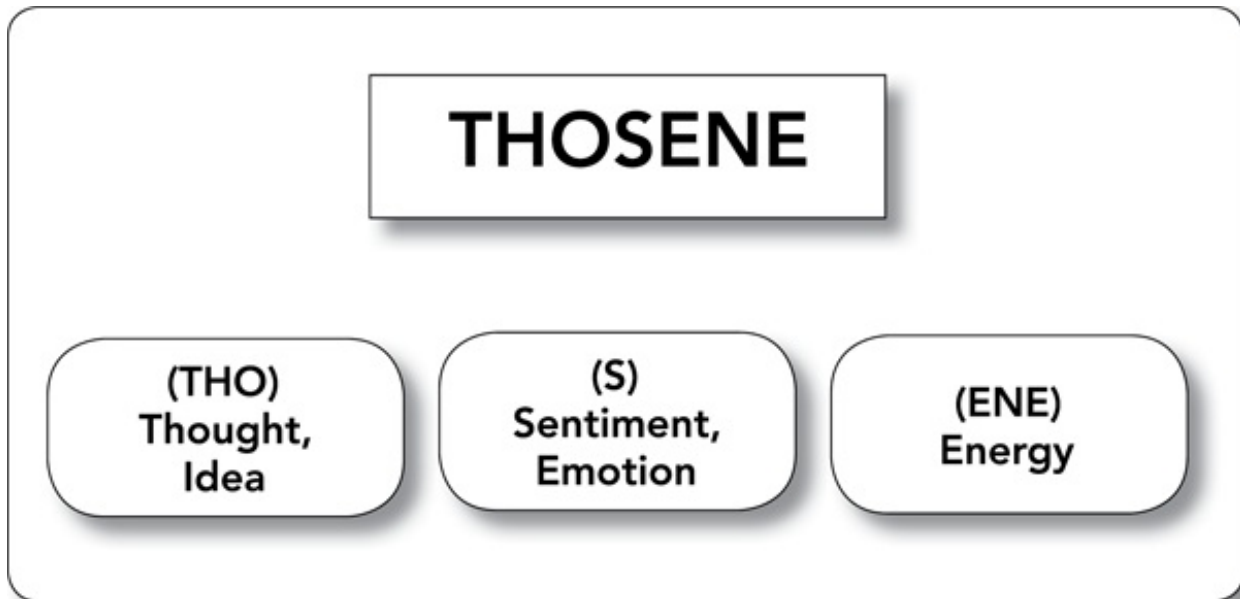 THOSENE
(THO)
Thought,
Idea
(S)
Sentiment,
Emotion
(ENE)
Energy